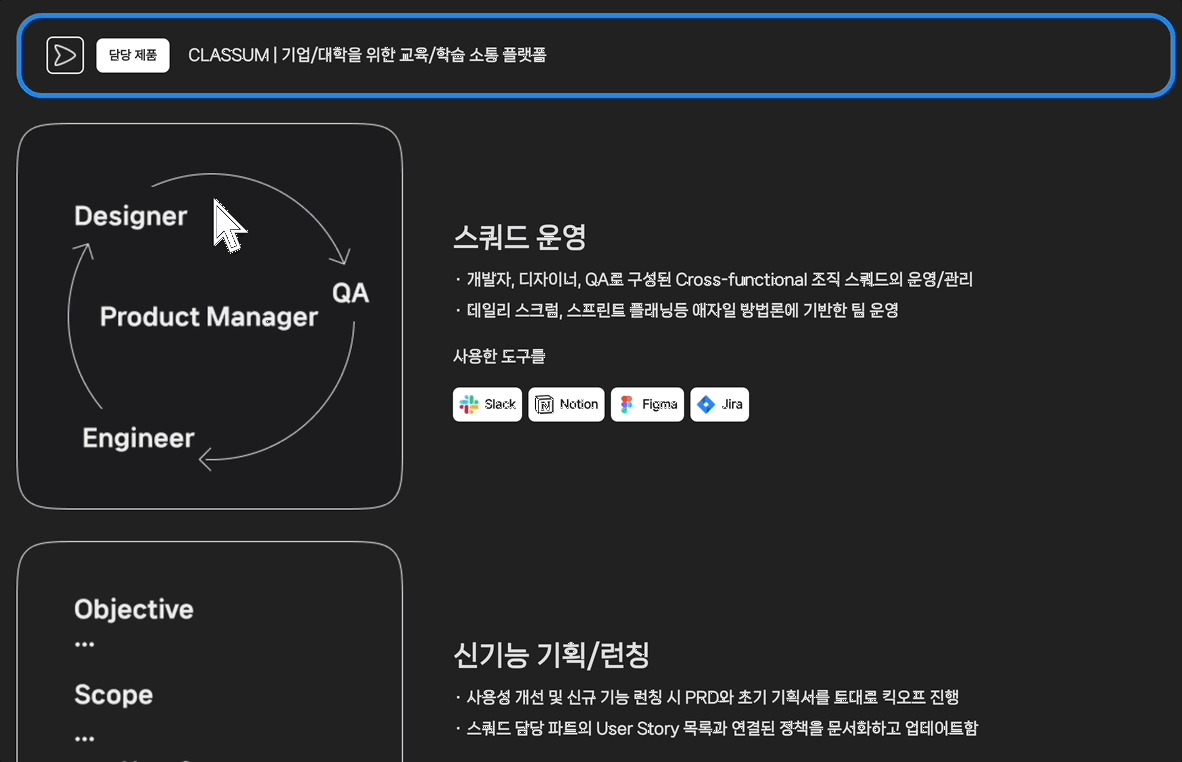 담당 제품
CLASSUM | 기업/대학을 위한 교육/학습 소통 플랫폼
Designer
QA
Product Manager
Engineer
스쿼드 운영
· 개발자, 디자이너, QA로 구성된 Cross-functional 조직 스쿼드의 운영/관리
· 데일리 스크럼, 스프린트 플래닝등 애자일 방법론에 기반한 팀 운영
사용한 도구들
Slack
Notion
Figma
Jira
Objective
...
Scope
...
신기능 기획/런칭
· 사용성 개선 및 신규 기능 런칭 시 PRD와 초기 기획서를 토대로 킥오프 진행
· 스쿼드 담당 파트의 User Story 목록과 연결된 정책을 문서화하고 업데이트함